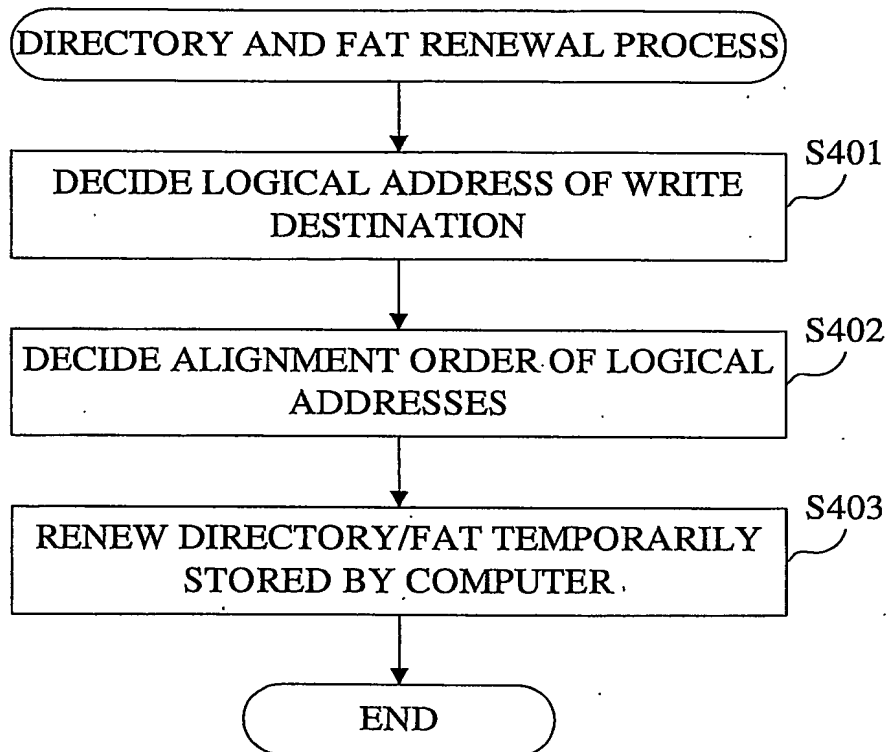 DIRECTORY AND FAT RENEWAL PROCESS
S401
DECIDE LOGICAL ADDRESS OF WRITE
DESTINATION
S402
DECIDE ALIGNMENT ORDER OF LOGICAL
ADDRESSES
S403
RENEW DIRECTORY/FAT TEMPORARILY
STORED BY COMPUTER
END